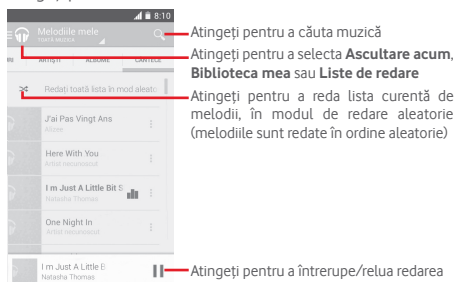 8:10
Melodiile mele
TOATĂ MUZICA
ARTIȘTI ALBUME CÂNTECE
Redați toată lista în mod aleato
J'ai Pas Vingt Ans
Alizee
Here With You
Artist necunoscut
I m Just A Little Bit S
Natasha Thomas
One Night In
Artist necunoscut
I m Just A Little B
Natasha Thomas
Atingeți pentru a căuta muzică
Atingeți pentru a selecta Ascultare acum,
Biblioteca mea sau Liste de redare
Atingeți pentru a reda lista curentă de
melodii, în modul de redare aleatorie
(melodiile sunt redate în ordine aleatorie)
Atingeți pentru a întrerupe/relua redarea